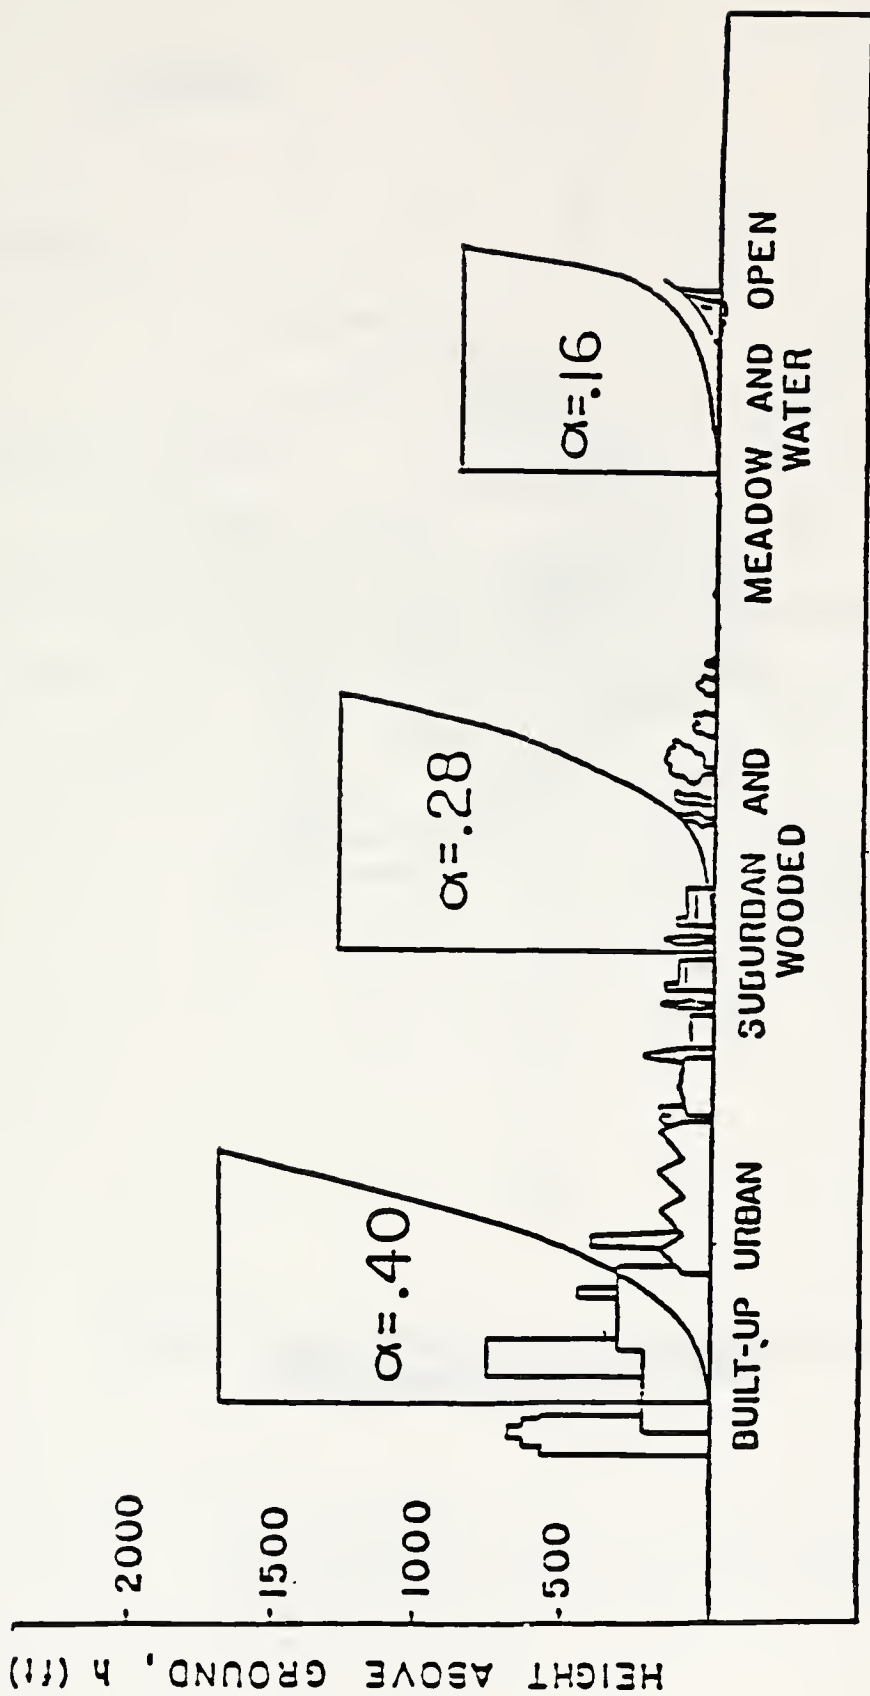 HEIGHT ABOVE GROUND, h (ft)
2000
1500
1000
500
α=.40
α=.28
α=.16
BUILT-UP URBAN
SUBURBAN AND
WOODED
MEADOW AND OPEN
WATER